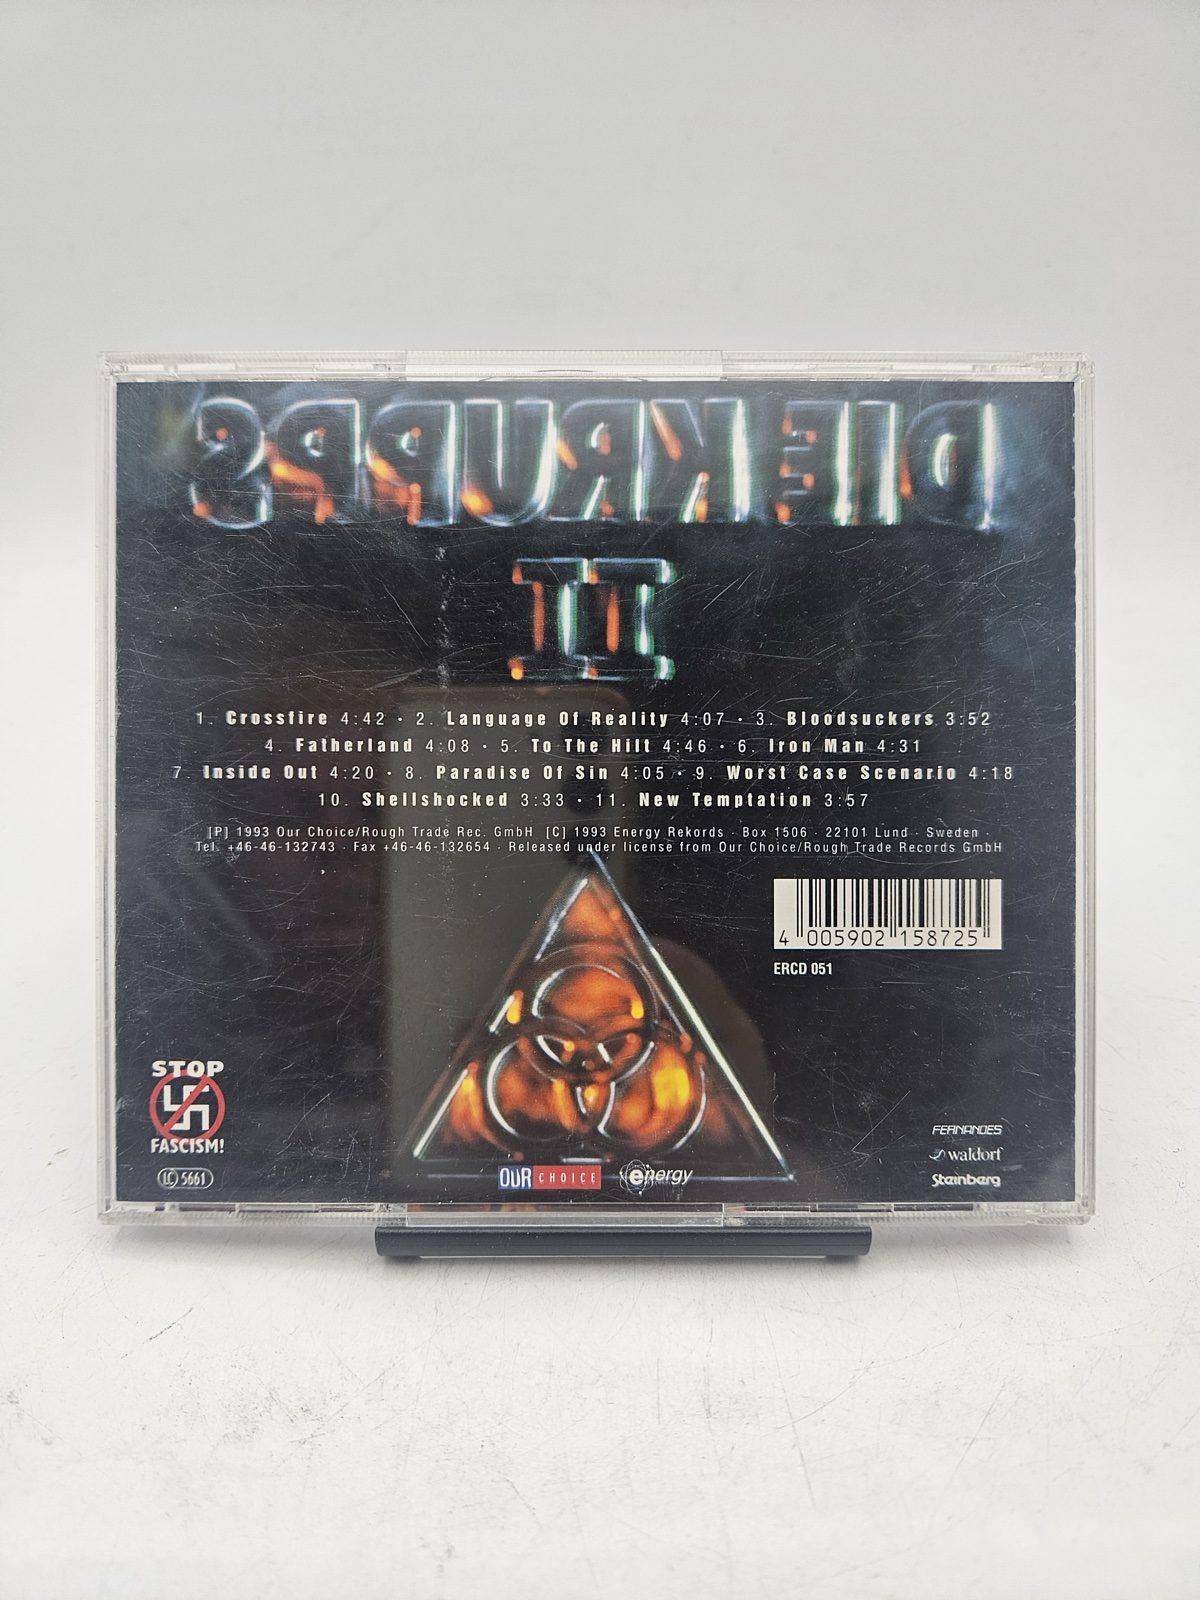 DIE KRUPPS
II
1. Crossfire 4:42 · 2. Language Of Reality 4:07 · 3. Bloodsuckers 3:52
4. Fatherland 4:08 · 5. To The Hilt 4:46 · 6. Iron Man 4:31
7. Inside Out 4:20 · 8. Paradise Of Sin 4:05 · 9. Worst Case Scenario 4:18
10. Shellshocked 3:33 · 11. New Temptation 3:57
[P] 1993 Our Choice/Rough Trade Rec. GmbH [C] 1993 Energy Rekords · Box 1506 · 22101 Lund · Sweden ·
Tel. +46-46-132743 · Fax +46-46-132654 · Released under license from Our Choice/Rough Trade Records GmbH
4 005902 158725
ERCD 051
STOP
FASCISM!
LC 5661
OUR CHOICE
energy
FERNANDES
waldorf
Steinberg